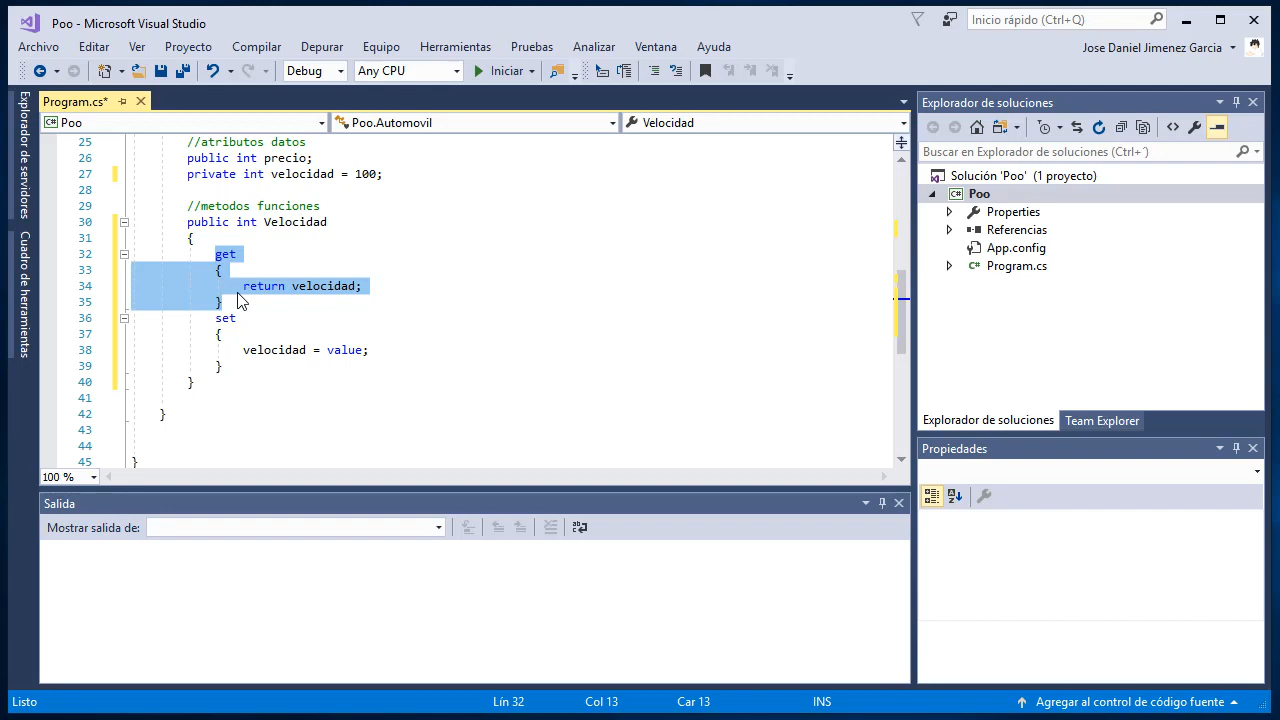 Poo - Microsoft Visual Studio
Inicio rápido (Ctrl+Q)
Archivo Editar Ver Proyecto Compilar Depurar Equipo Herramientas Pruebas Analizar Ventana Ayuda
Jose Daniel Jimenez Garcia
Debug Any CPU Iniciar
Explorador de servidores
Cuadro de herramientas
Program.cs*
Poo Poo.Automovil Velocidad
25 //atributos datos
26 public int precio;
27 private int velocidad = 100;
28
29 //metodos funciones
30 public int Velocidad
31 {
32 get
33 {
34 return velocidad;
35 }
36 set
37 {
38 velocidad = value;
39 }
40 }
41
42 }
43
44
45 }
100 %
Salida
Mostrar salida de:
Explorador de soluciones
Buscar en Explorador de soluciones (Ctrl+´)
Solución 'Poo' (1 proyecto)
C# Poo
Properties
Referencias
App.config
C# Program.cs
Explorador de soluciones Team Explorer
Propiedades
Listo Lín 32 Col 13 Car 13 INS Agregar al control de código fuente